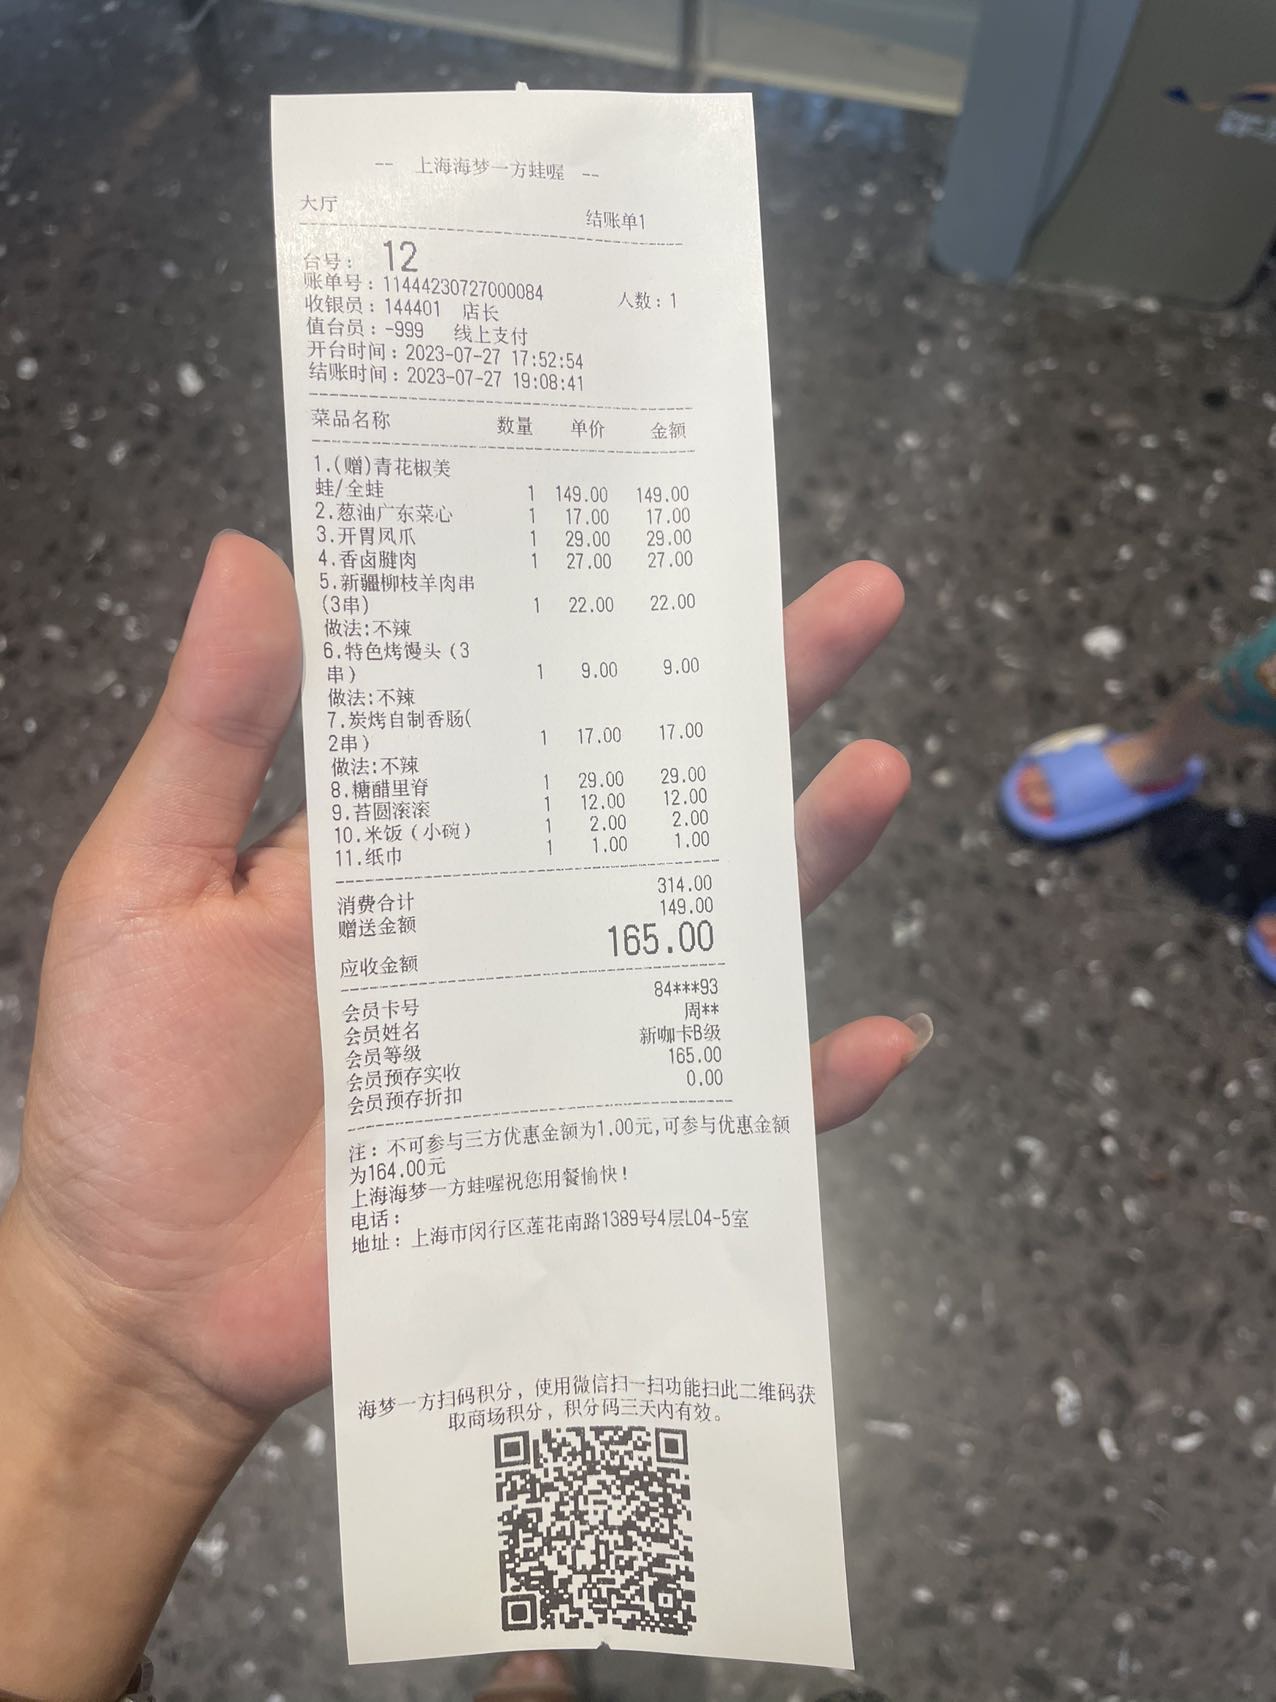 -- 上海海梦一方蛙喔 --
大厅 结账单1
台号: 12
账单号:11444230727000084 人数:1
收银员:144401 店长
值台员:-999 线上支付
开台时间:2023-07-27 17:52:54
结账时间:2023-07-27 19:08:41
菜品名称 数量 单价 金额
1.(赠)青花椒美
蛙/全蛙 1 149.00 149.00
2.葱油广东菜心 1 17.00 17.00
3.开胃凤爪 1 29.00 29.00
4.香卤腱肉 1 27.00 27.00
5.新疆柳枝羊肉串
(3串) 1 22.00 22.00
做法:不辣
6.特色烤馒头(3
串) 1 9.00 9.00
做法:不辣
7.炭烤自制香肠(
2串) 1 17.00 17.00
做法:不辣
8.糖醋里脊 1 29.00 29.00
9.苔圆滚滚 1 12.00 12.00
10.米饭(小碗) 1 2.00 2.00
11.纸巾 1 1.00 1.00
消费合计 314.00
赠送金额 149.00
应收金额 165.00
会员卡号 84***93
会员姓名 周**
会员等级 新咖卡B级
会员预存实收 165.00
会员预存折扣 0.00
注: 不可参与三方优惠金额为1.00元,可参与优惠金额
为164.00元
上海海梦一方蛙喔祝您用餐愉快!
电话:
地址: 上海市闵行区莲花南路1389号4层L04-5室
海梦一方扫码积分, 使用微信扫一扫功能扫此二维码获
取商场积分, 积分码三天内有效。